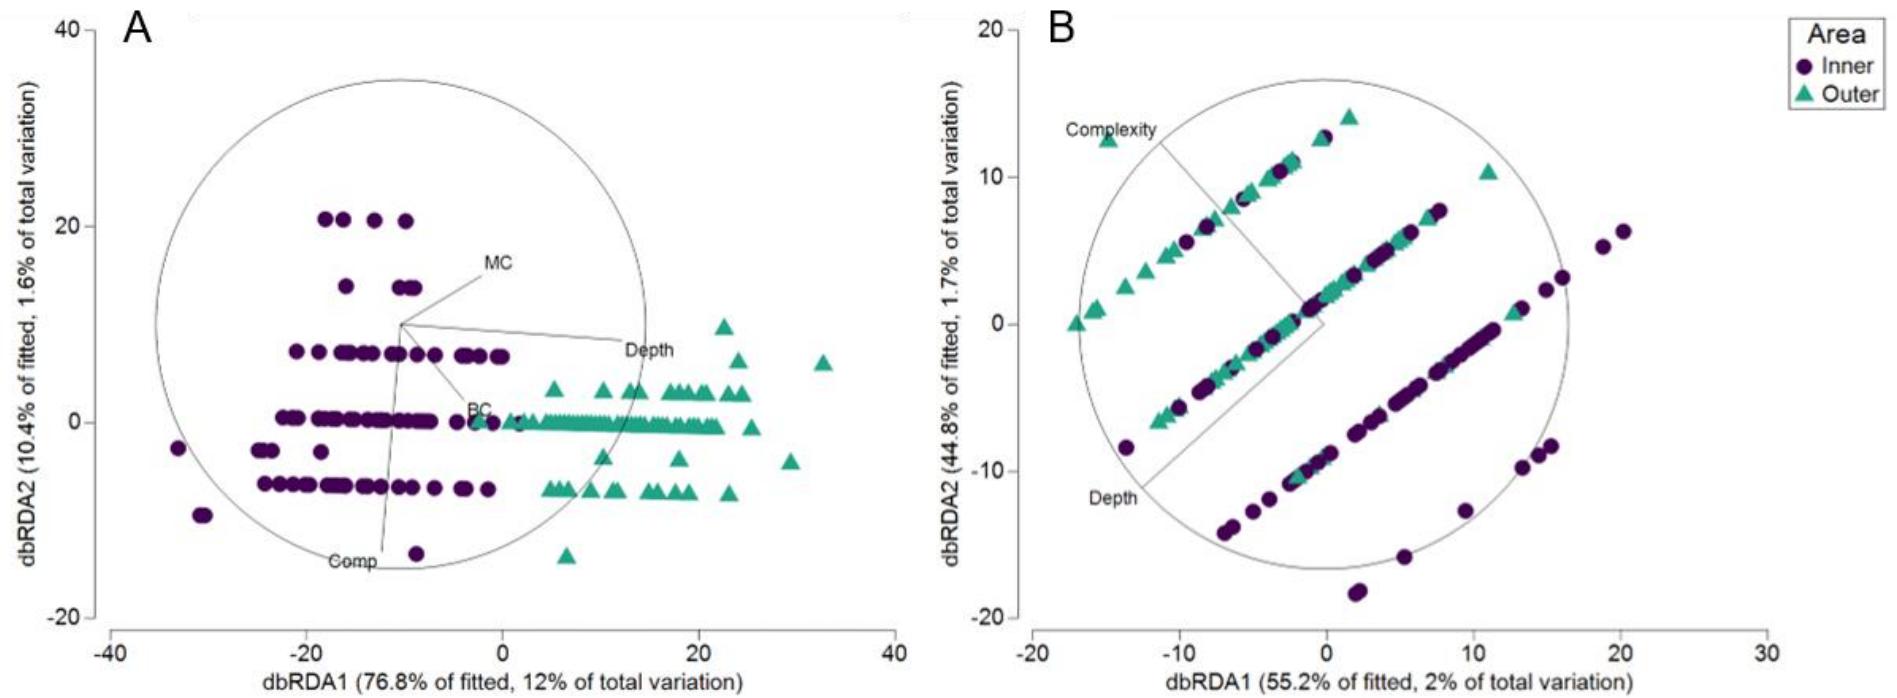 A
B
Area
Inner
Outer
40
20
0
-20
dbRDA2 (10.4% of fitted, 1.6% of total variation)
MC
Depth
BC
Comp
-40
-20
0
20
40
dbRDA1 (76.8% of fitted, 12% of total variation)
20
10
0
-10
-20
dbRDA2 (44.8% of fitted, 1.7% of total variation)
Complexity
Depth
-20
-10
0
10
20
30
dbRDA1 (55.2% of fitted, 2% of total variation)